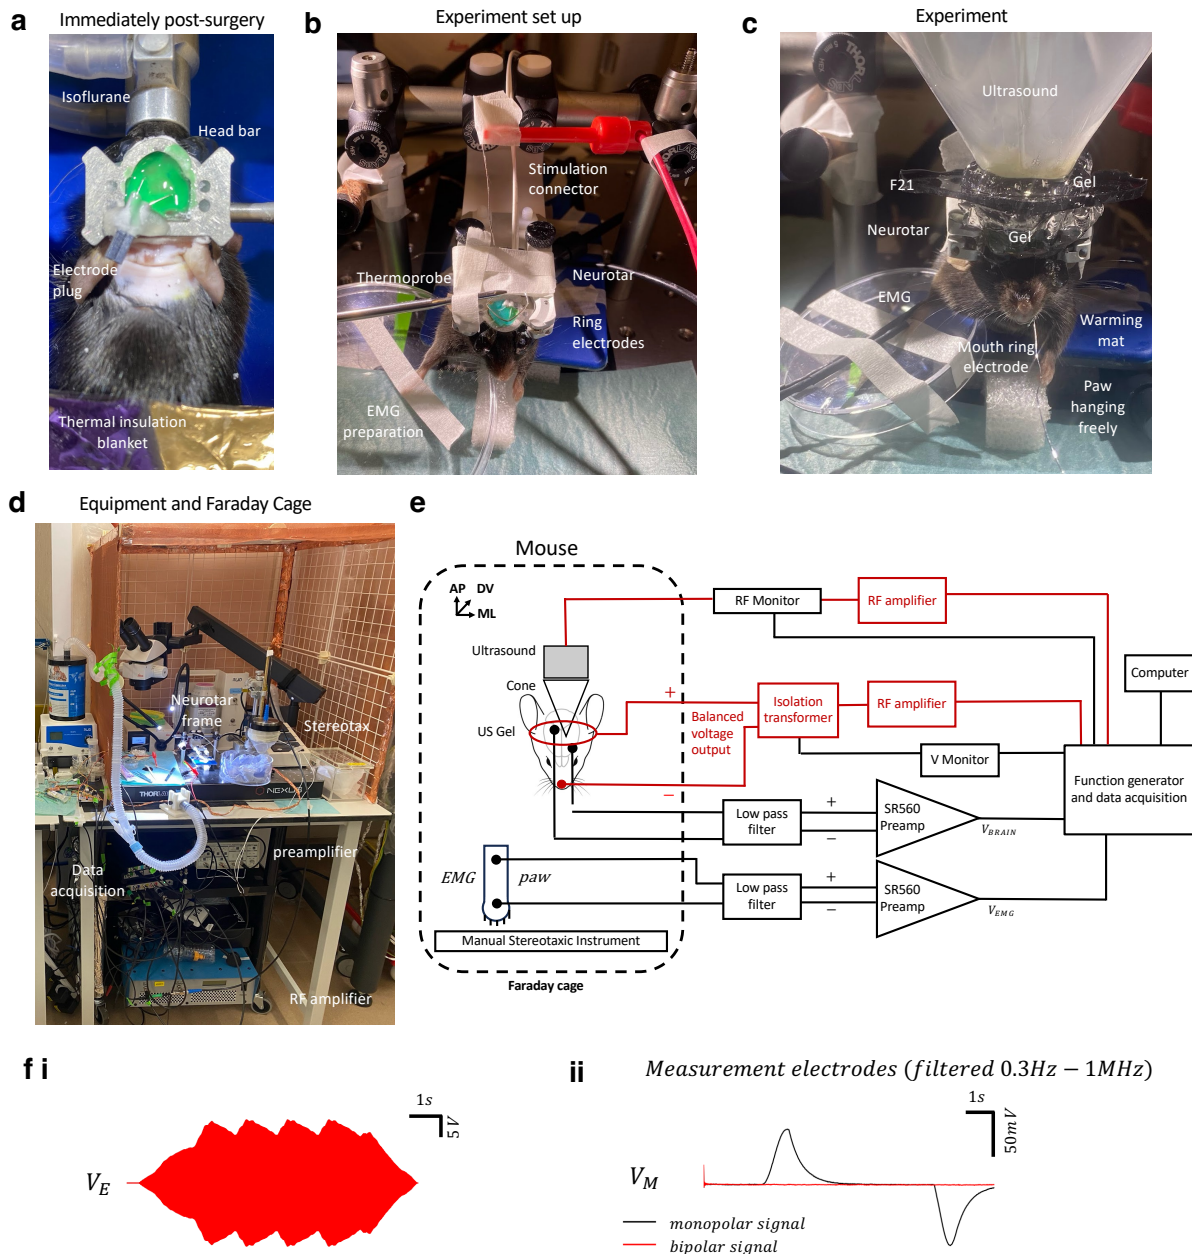 a
Immediately post-surgery
Isoflurane
Head bar
Electrode
plug
Thermal insulation
blanket
b
Experiment set up
THORLABS
Stimulation
connector
Thermoprobe
Neurotar
Ring
electrodes
EMG
preparation
c
Experiment
THORLABS
Ultrasound
F21
Gel
Neurotar
Gel
EMG
Mouth ring
electrode
Warming
mat
Paw
hanging
freely
d
Equipment and Faraday Cage
Neurotar
frame
Stereotax
THORLABS
NEXUS
preamplifier
Data
acquisition
RF amplifier
e
Mouse
AP DV
ML
Ultrasound
Cone
US Gel
+
−
Balanced
voltage
output
RF Monitor
RF amplifier
Isolation
transformer
RF amplifier
V Monitor
Computer
Function generator
and data acquisition
Low pass
filter
+
−
SR560
Preamp
V_BRAIN
EMG
paw
Low pass
filter
+
−
SR560
Preamp
V_EMG
Manual Stereotaxic Instrument
Faraday cage
f i
1s
5V
V_E
ii
Measurement electrodes (filtered 0.3Hz − 1MHz)
1s
50mV
V_M
monopolar signal
bipolar signal